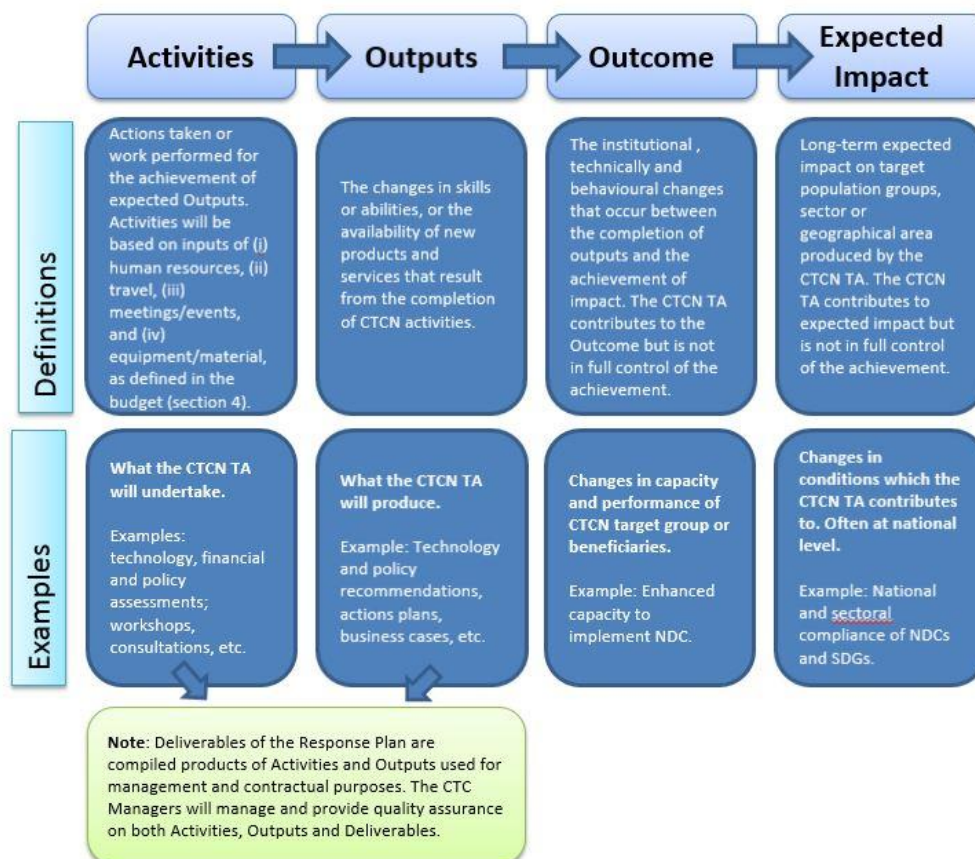 Activities
Outputs
Outcome
Expected
Impact
Definitions
Actions taken or
work performed for
the achievement of
expected Outputs.
Activities will be
based on inputs of (i)
human resources, (ii)
travel, (iii)
meetings/events,
and (iv)
equipment/material,
as defined in the
budget (section 4).
The changes in skills
or abilities, or the
availability of new
products and
services that result
from the completion
of CTCN activities.
The institutional ,
technically and
behavioural changes
that occur between
the completion of
outputs and the
achievement of
impact. The CTCN TA
contributes to the
Outcome but is not
in full control of the
achievement.
Long-term expected
impact on target
population groups,
sector or
geographical area
produced by the
CTCN TA. The CTCN
TA contributes to
expected impact but
is not in full control
of the achievement.
Examples
What the CTCN TA
will undertake.
Examples:
technology, financial
and policy
assessments;
workshops,
consultations, etc.
What the CTCN TA
will produce.
Example: Technology
and policy
recommendations,
actions plans,
business cases, etc.
Changes in capacity
and performance of
CTCN target group or
beneficiaries.
Example: Enhanced
capacity to
implement NDC.
Changes in
conditions which the
CTCN TA contributes
to. Often at national
level.
Example: National
and sectoral
compliance of NDCs
and SDGs.
Note: Deliverables of the Response Plan are
compiled products of Activities and Outputs used for
management and contractual purposes. The CTC
Managers will manage and provide quality assurance
on both Activities, Outputs and Deliverables.